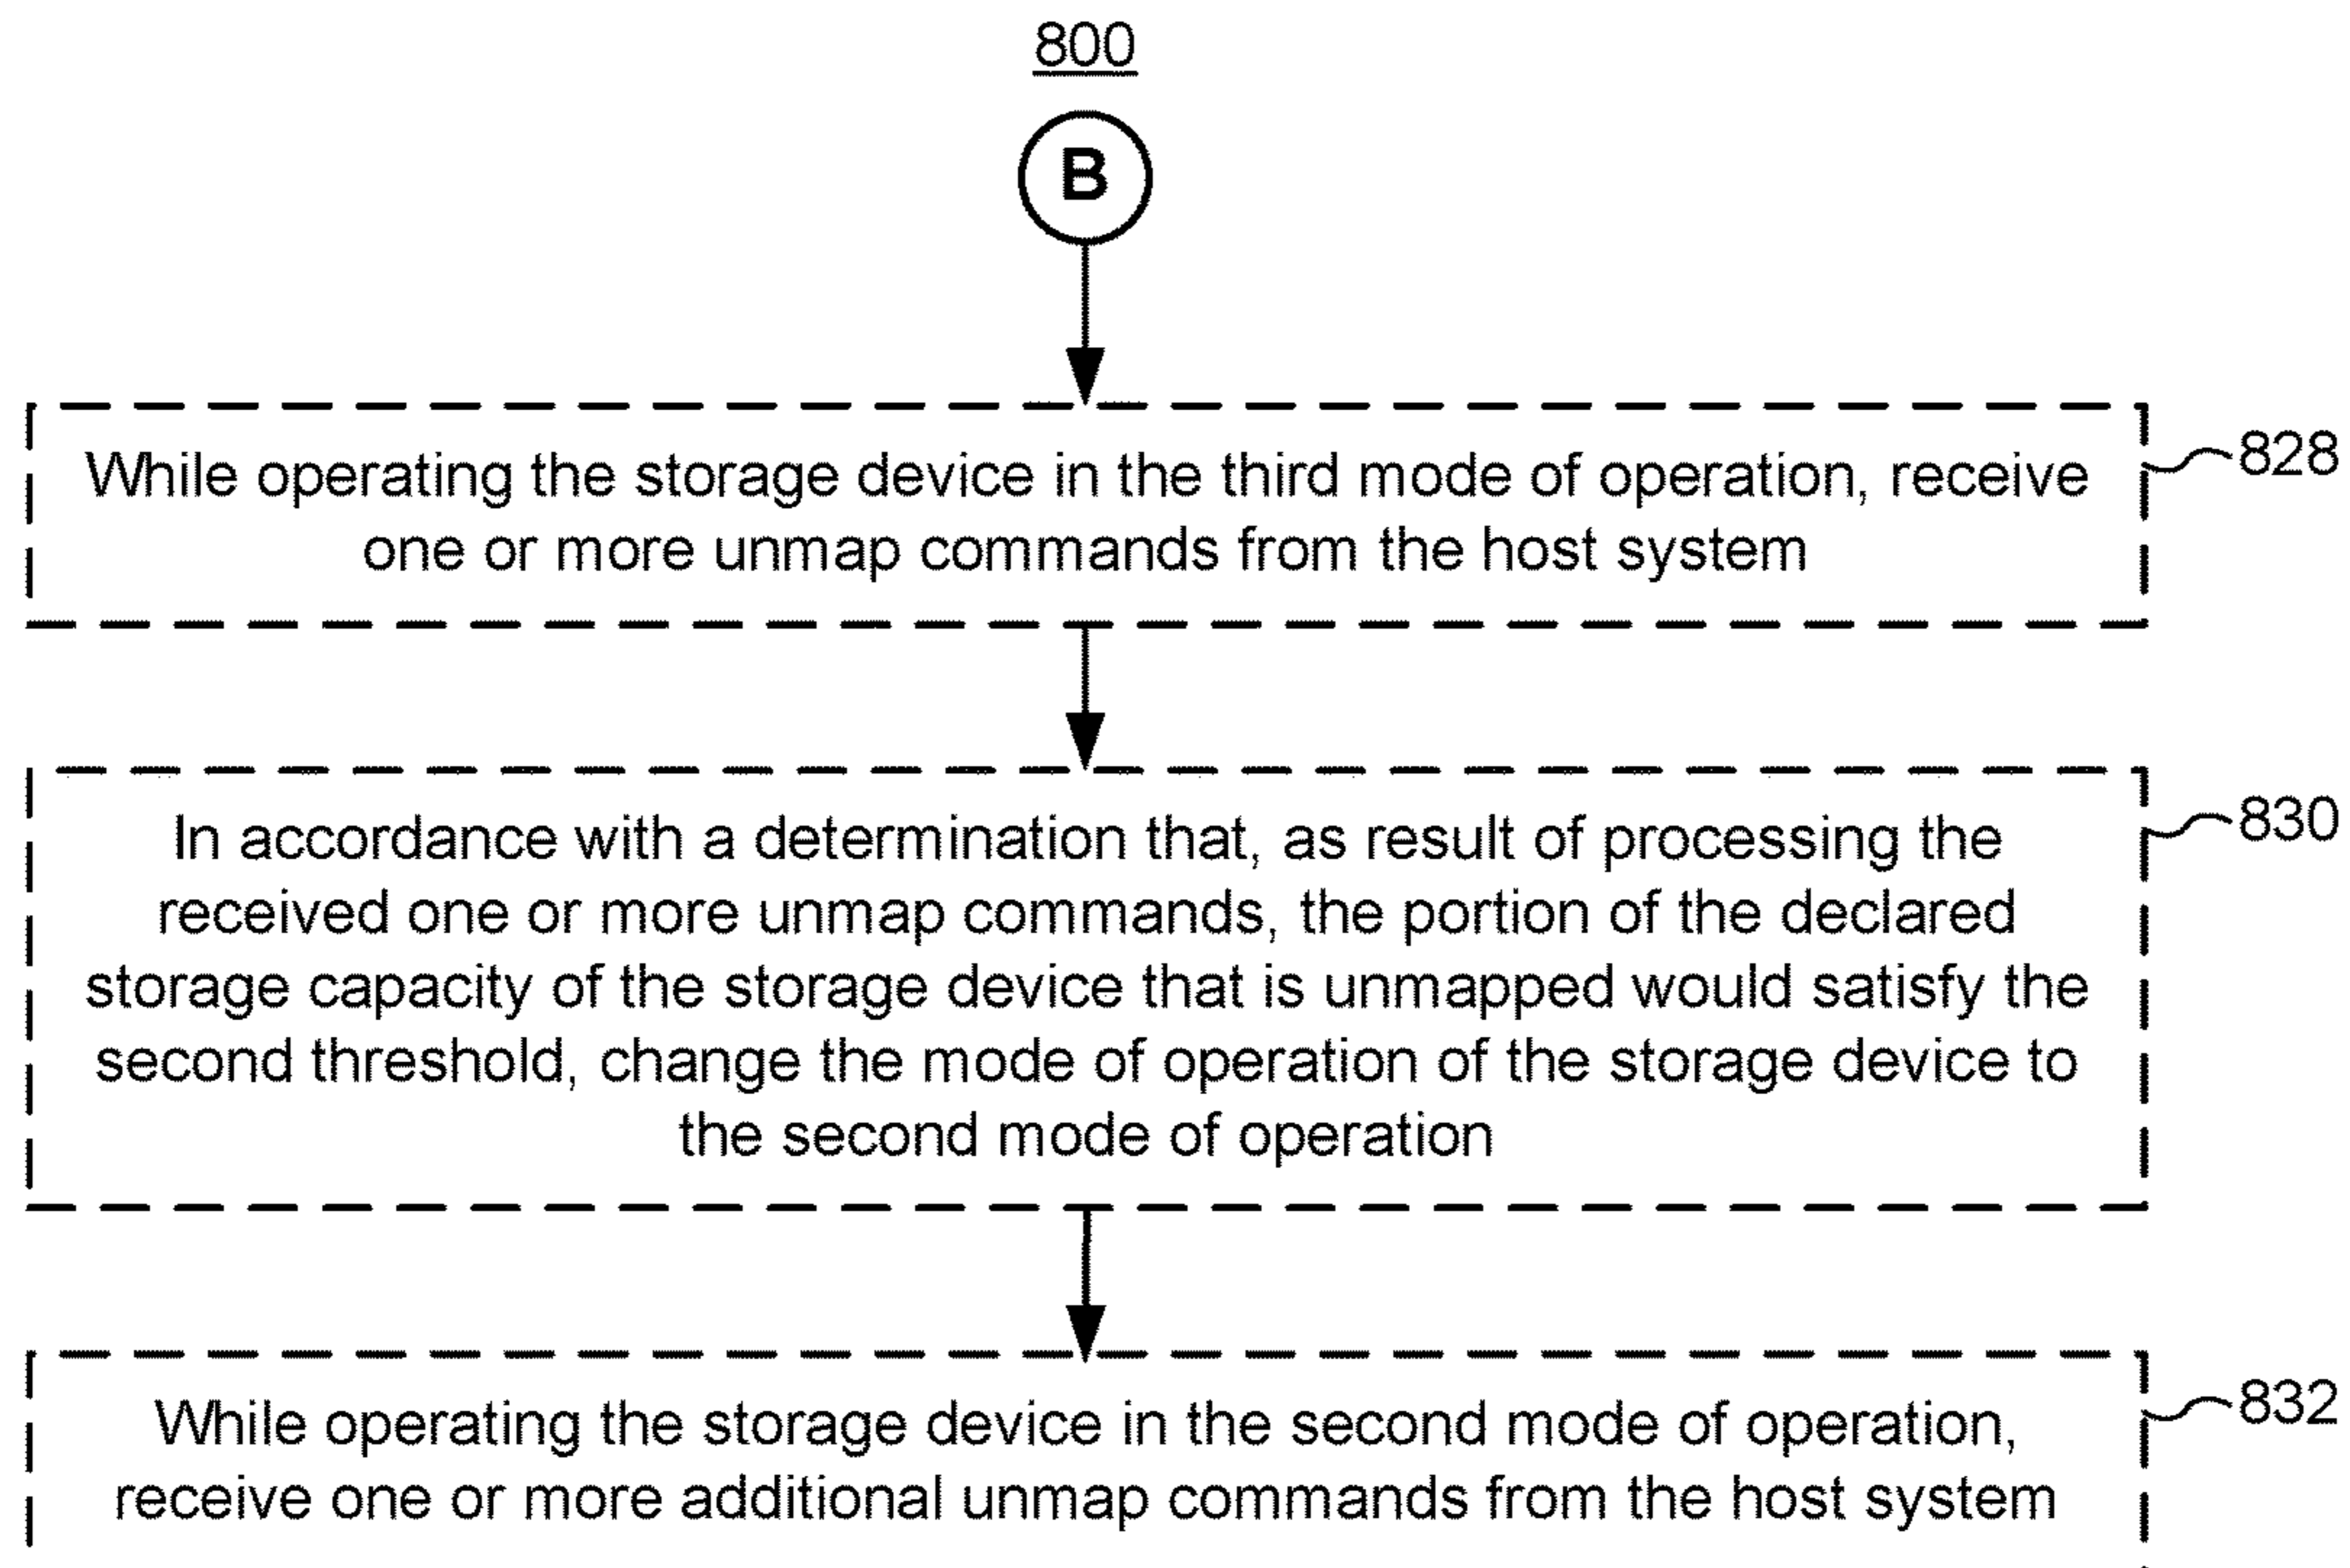 800
B
While operating the storage device in the third mode of operation, receive
one or more unmap commands from the host system
828
In accordance with a determination that, as result of processing the
received one or more unmap commands, the portion of the declared
storage capacity of the storage device that is unmapped would satisfy the
second threshold, change the mode of operation of the storage device to
the second mode of operation
830
While operating the storage device in the second mode of operation,
receive one or more additional unmap commands from the host system
832